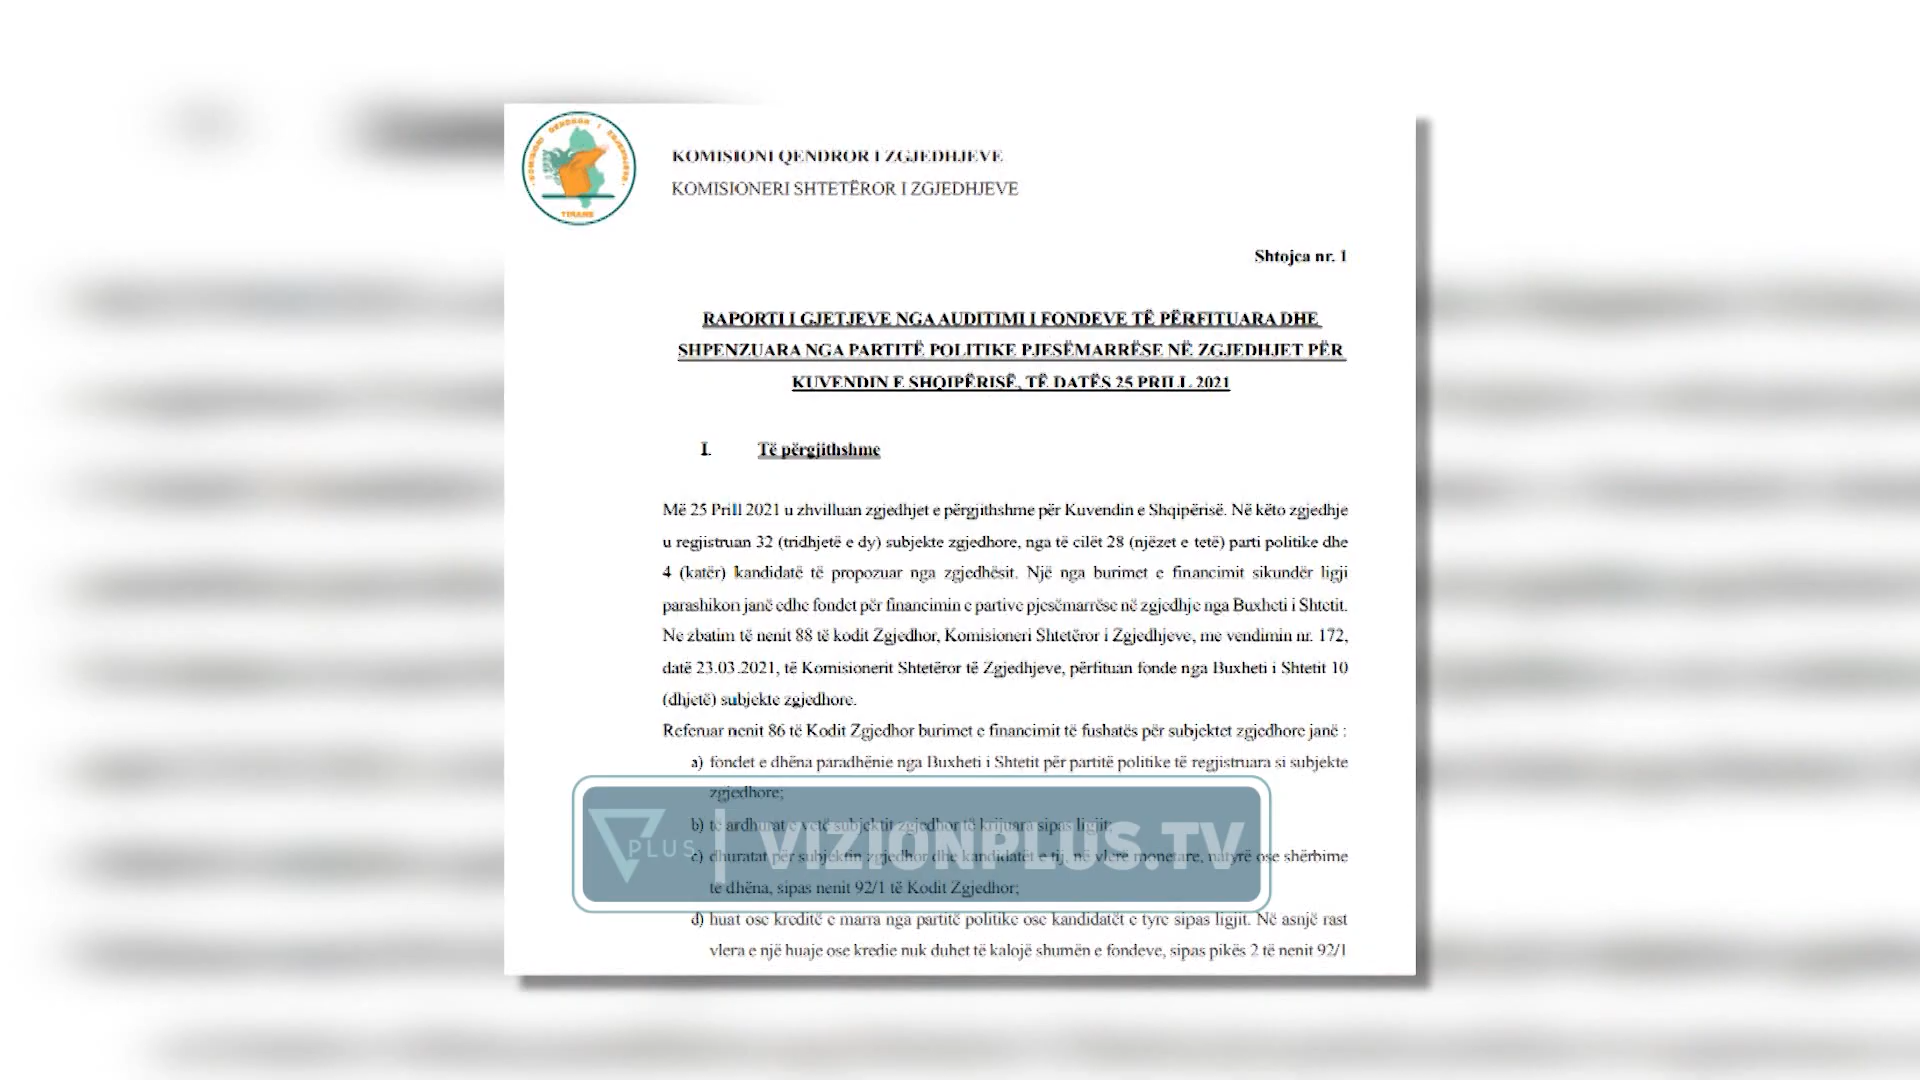 KOMISIONI QENDROR I ZGJEDHJEVE
TIRANE
KOMISIONI QENDROR I ZGJEDHJEVE
KOMISIONERI SHTETËROR I ZGJEDHJEVE
Shtojca nr. 1
RAPORTI I GJETJEVE NGA AUDITIMI I FONDEVE TË PËRFITUARA DHE
SHPENZUARA NGA PARTITË POLITIKE PJESËMARRËSE NË ZGJEDHJET PËR
KUVENDIN E SHQIPËRISË, TË DATËS 25 PRILL 2021
I. Të përgjithshme
Më 25 Prill 2021 u zhvilluan zgjedhjet e përgjithshme për Kuvendin e Shqipërisë. Në këto zgjedhje
u regjistruan 32 (tridhjetë e dy) subjekte zgjedhore, nga të cilët 28 (njëzet e tetë) parti politike dhe
4 (katër) kandidatë të propozuar nga zgjedhësit. Një nga burimet e financimit sikundër ligji
parashikon janë edhe fondet për financimin e partive pjesëmarrëse në zgjedhje nga Buxheti i Shtetit.
Ne zbatim të nenit 88 të kodit Zgjedhor, Komisioneri Shtetëror i Zgjedhjeve, me vendimin nr. 172,
datë 23.03.2021, të Komisionerit Shtetëror të Zgjedhjeve, përfituan fonde nga Buxheti i Shtetit 10
(dhjetë) subjekte zgjedhore.
Referuar nenit 86 të Kodit Zgjedhor burimet e financimit të fushatës për subjektet zgjedhore janë :
a) fondet e dhëna paradhënie nga Buxheti i Shtetit për partitë politike të regjistruara si subjekte
zgjedhore;
b) të ardhurat e vetë subjektit zgjedhor të krijuara sipas ligjit;
c) dhuratat për subjektin zgjedhor dhe kandidatët e tij, në vlerë monetare, natyrë ose shërbime
të dhëna, sipas nenit 92/1 të Kodit Zgjedhor;
d) huat ose kreditë e marra nga partitë politike ose kandidatët e tyre sipas ligjit. Në asnjë rast
vlera e një huaje ose kredie nuk duhet të kalojë shumën e fondeve, sipas pikës 2 të nenit 92/1
PLUS | VIZIONPLUS.TV